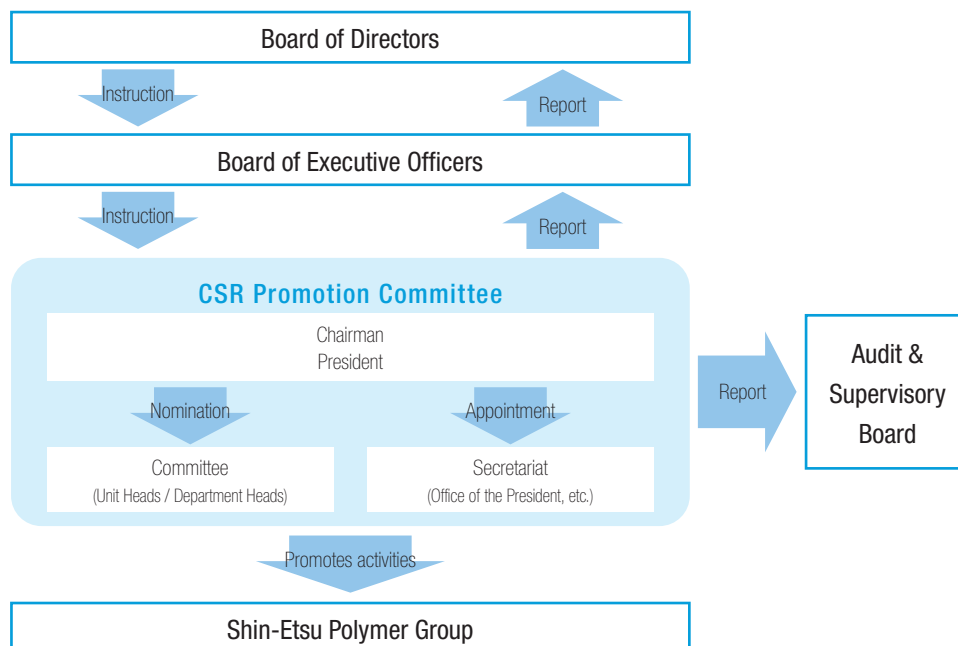 Board of Directors
Instruction
Report
Board of Executive Officers
Instruction
Report
CSR Promotion Committee
Chairman
President
Nomination
Appointment
Committee
(Unit Heads / Department Heads)
Secretariat
(Office of the President, etc.)
Report
Audit &
Supervisory
Board
Promotes activities
Shin-Etsu Polymer Group